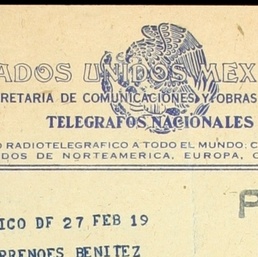 ADOS UNIDOS MEX
RETARIA DE COMUNICACIONES Y OBRAS
TELEGRAFOS NACIONALES
O RADIOTELEGRAFICO A TODO EL MUNDO: C
DOS DE NORTEAMERICA, EUROPA, C
P
ICO DF 27 FEB 19
RRENOES BENITEZ